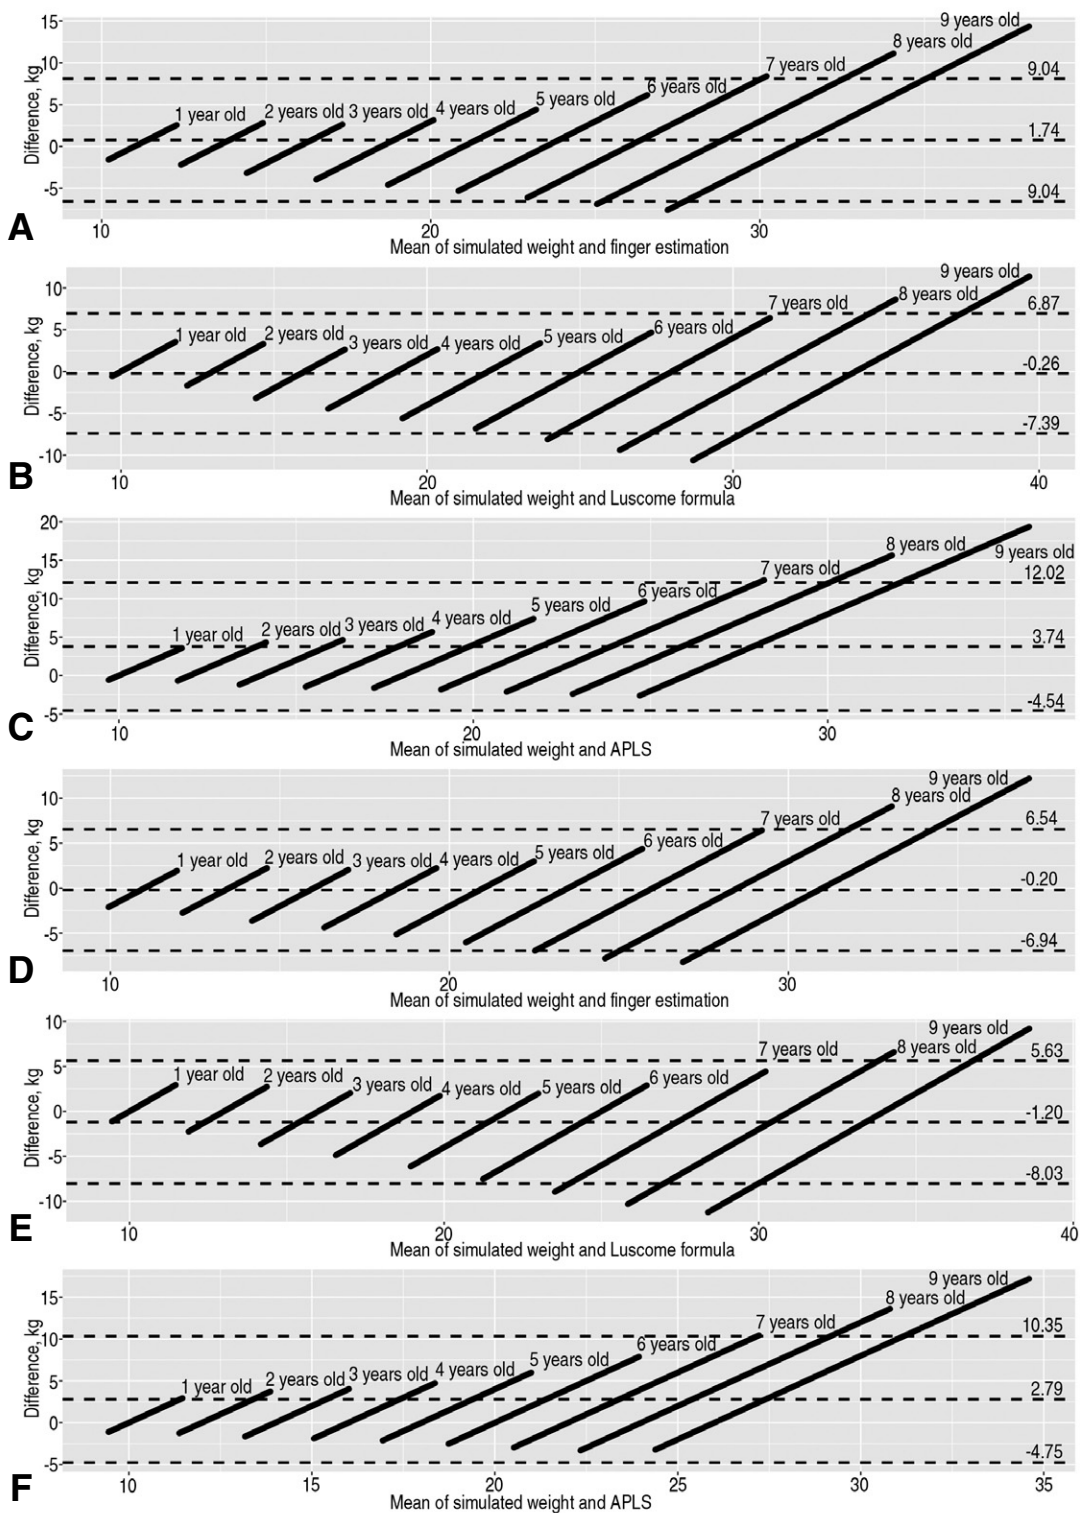 15
10
5
0
-5
Difference, kg
1 year old
2 years old
3 years old
4 years old
5 years old
6 years old
7 years old
8 years old
9 years old
9.04
1.74
9.04
A
10 20 30
Mean of simulated weight and finger estimation
10
5
0
-5
-10
Difference, kg
1 year old
2 years old
3 years old
4 years old
5 years old
6 years old
7 years old
8 years old
9 years old
6.87
-0.26
-7.39
B
10 20 30 40
Mean of simulated weight and Luscome formula
20
15
10
5
0
-5
Difference, kg
1 year old
2 years old
3 years old
4 years old
5 years old
6 years old
7 years old
8 years old
9 years old
12.02
3.74
-4.54
C
10 20 30
Mean of simulated weight and APLS
10
5
0
-5
Difference, kg
1 year old
2 years old
3 years old
4 years old
5 years old
6 years old
7 years old
8 years old
9 years old
6.54
-0.20
-6.94
D
10 20 30
Mean of simulated weight and finger estimation
10
5
0
-5
-10
Difference, kg
1 year old
2 years old
3 years old
4 years old
5 years old
6 years old
7 years old
8 years old
9 years old
5.63
-1.20
-8.03
E
10 20 30 40
Mean of simulated weight and Luscome formula
15
10
5
0
-5
Difference, kg
1 year old
2 years old
3 years old
4 years old
5 years old
6 years old
7 years old
8 years old
9 years old
10.35
2.79
-4.75
F
10 15 20 25 30 35
Mean of simulated weight and APLS